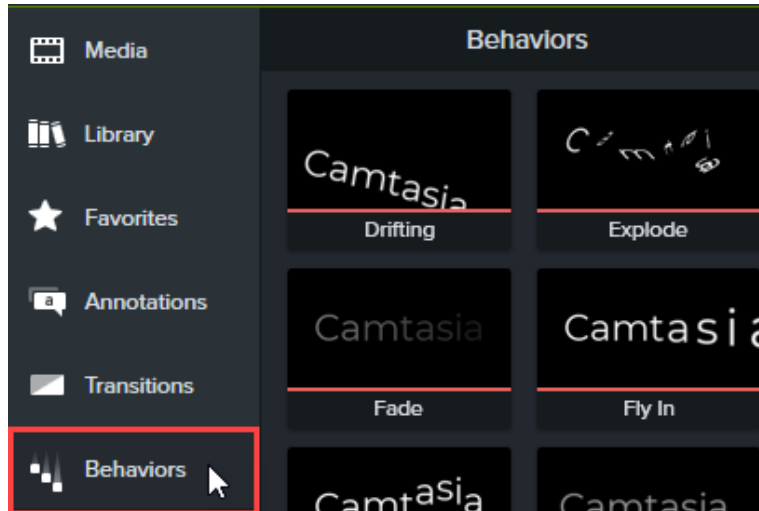 Media
Library
Favorites
a
Annotations
Transitions
Behaviors
Behaviors
Camtasia
Drifting
Explode
Camtasia
Fade
Camtasia
Fly In
Camtasia
Camtasia